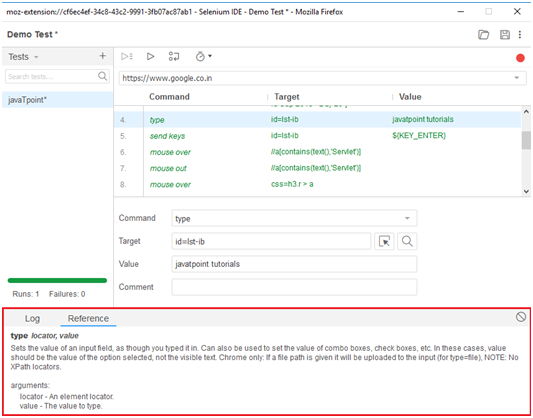 moz-extension://cf6ec4ef-34c8-43c2-9991-3fb07ac87ab1 - Selenium IDE - Demo Test * - Mozilla Firefox
Demo Test *
Tests
Search tests....
javaTpoint*
https://www.google.co.in
Command Target Value
4. type id=lst-ib javatpoint tutorials
5. send keys id=lst-ib ${KEY_ENTER}
6. mouse over //a[contains(text(),'Servlet')]
7. mouse out //a[contains(text(),'Servlet')]
8. mouse over css=h3.r > a
Command type
Target id=lst-ib
Value javatpoint tutorials
Comment
Runs: 1 Failures: 0
Log Reference
type locator, value
Sets the value of an input field, as though you typed it in. Can also be used to set the value of combo boxes, check boxes, etc. In these cases, value
should be the value of the option selected, not the visible text. Chrome only: If a file path is given it will be uploaded to the input (for type=file), NOTE: No
XPath locators.
arguments:
locator - An element locator.
value - The value to type.